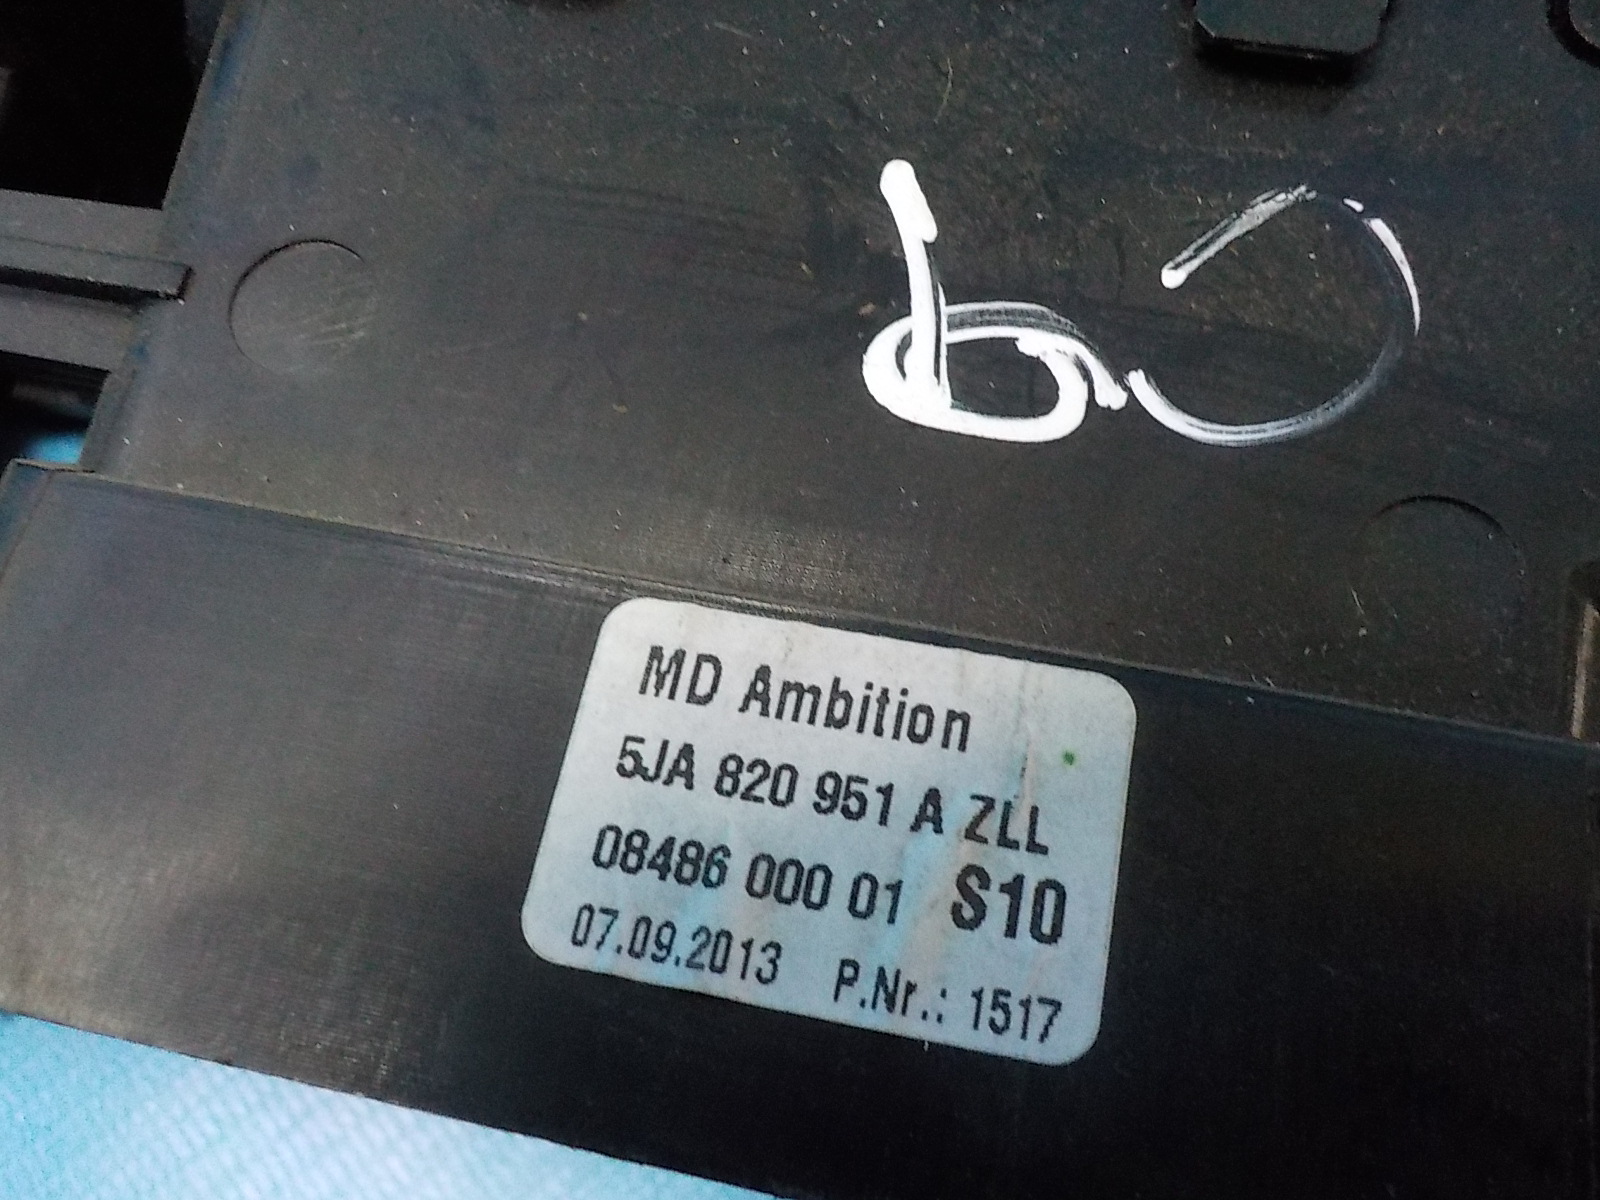 MD Ambition
5JA 820 951 A ZLL
08486 000 01 S10
07.09.2013 P.Nr.: 1517